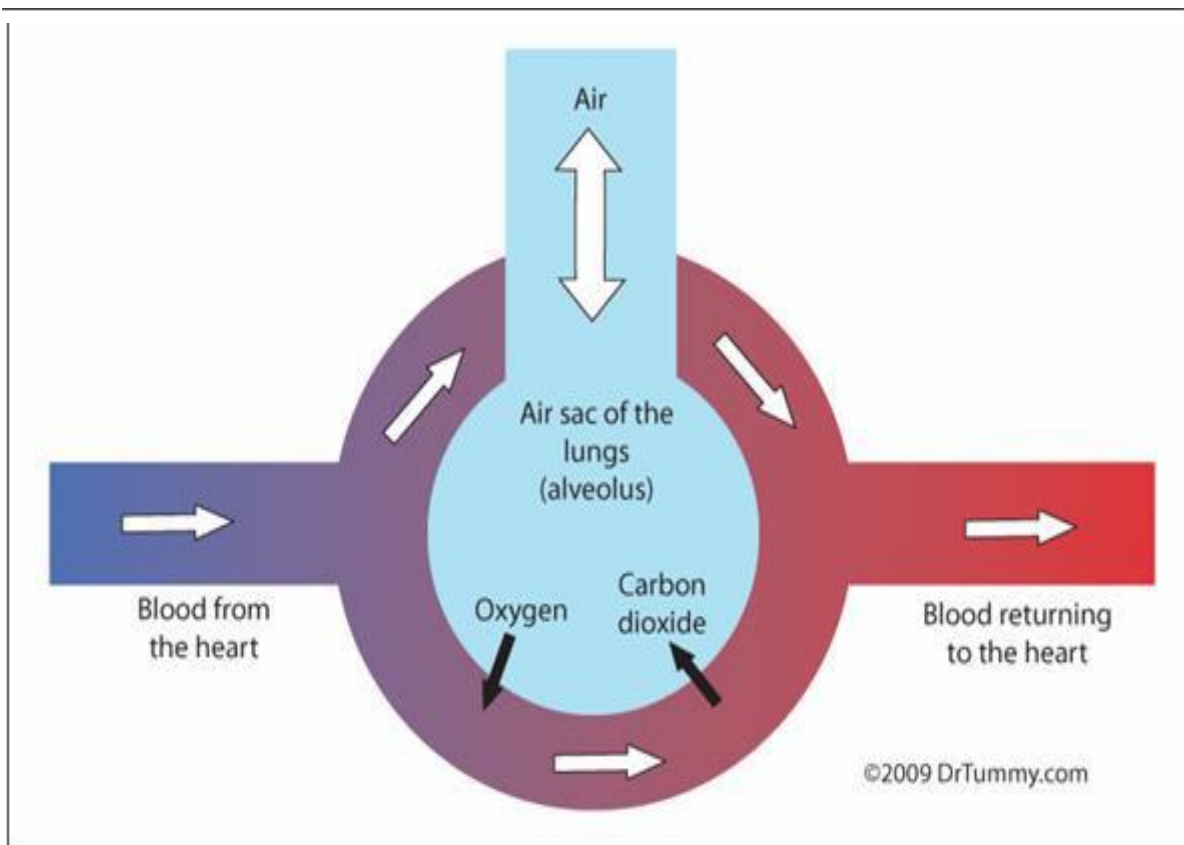 Air
Air sac of the
lungs
(alveolus)
Oxygen
Carbon
dioxide
Blood from
the heart
Blood returning
to the heart
©2009 DrTummy.com